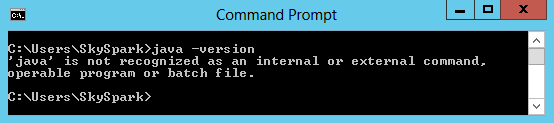 Command Prompt
C:\Users\SkySpark>java -version
'java' is not recognized as an internal or external command,
operable program or batch file.
C:\Users\SkySpark>